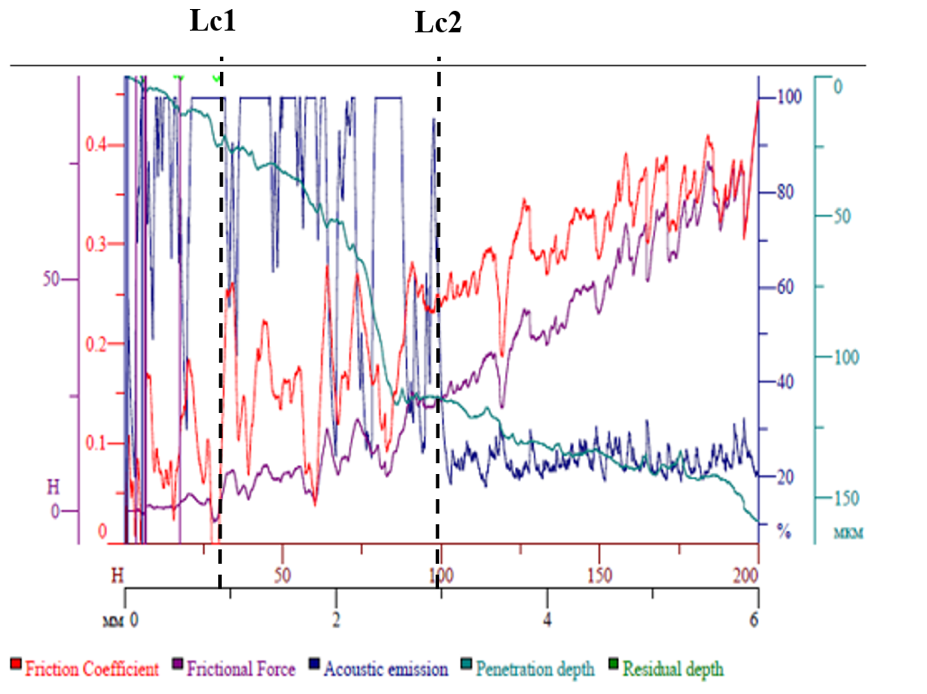 Lc1 Lc2
0.4
0.3
0.2
0.1
0
50
H
0
100
80
60
40
20
%
0
50
100
150
МКМ
H 50 100 150 200
ММ 0 2 4 6
Friction Coefficient Frictional Force Acoustic emission Penetration depth Residual depth